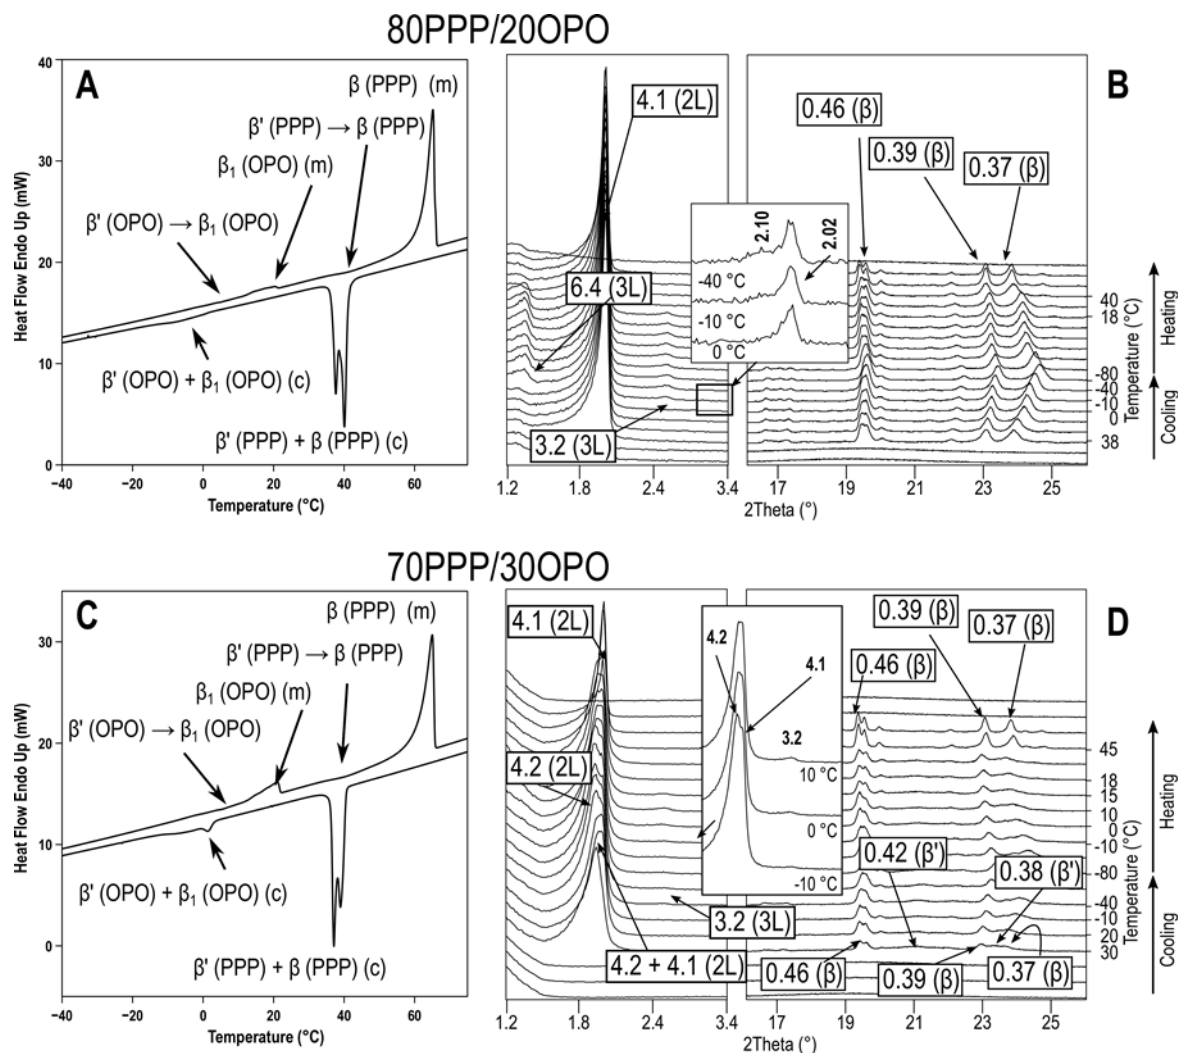 80PPP/20OPO
A
40
30
20
10
0
Heat Flow Endo Up (mW)
β (PPP) (m)
β' (PPP) → β (PPP)
β₁ (OPO) (m)
β' (OPO) → β₁ (OPO)
β' (OPO) + β₁ (OPO) (c)
β' (PPP) + β (PPP) (c)
−40 −20 0 20 40 60
Temperature (°C)
B
4.1 (2L)
6.4 (3L)
3.2 (3L)
2.10
2.02
-40 °C
-10 °C
0 °C
0.46 (β)
0.39 (β)
0.37 (β)
40
18
-80
-40
-10
0
38
Temperature (°C)
Heating
Cooling
1.2 1.8 2.4 3.4 17 19 21 23 25
2Theta (°)
70PPP/30OPO
C
30
20
10
0
Heat Flow Endo Up (mW)
β (PPP) (m)
β' (PPP) → β (PPP)
β₁ (OPO) (m)
β' (OPO) → β₁ (OPO)
β' (OPO) + β₁ (OPO) (c)
β' (PPP) + β (PPP) (c)
−40 −20 0 20 40 60
Temperature (°C)
D
4.1 (2L)
4.2 (2L)
4.2 + 4.1 (2L)
3.2 (3L)
4.2
4.1
3.2
10 °C
0 °C
-10 °C
0.39 (β)
0.37 (β)
0.46 (β)
0.42 (β')
0.38 (β')
0.46 (β)
0.39 (β)
0.37 (β)
45
18
15
10
0
-10
-80
-40
-10
20
30
Temperature (°C)
Heating
Cooling
1.2 1.8 2.4 3.4 17 19 21 23 25
2Theta (°)